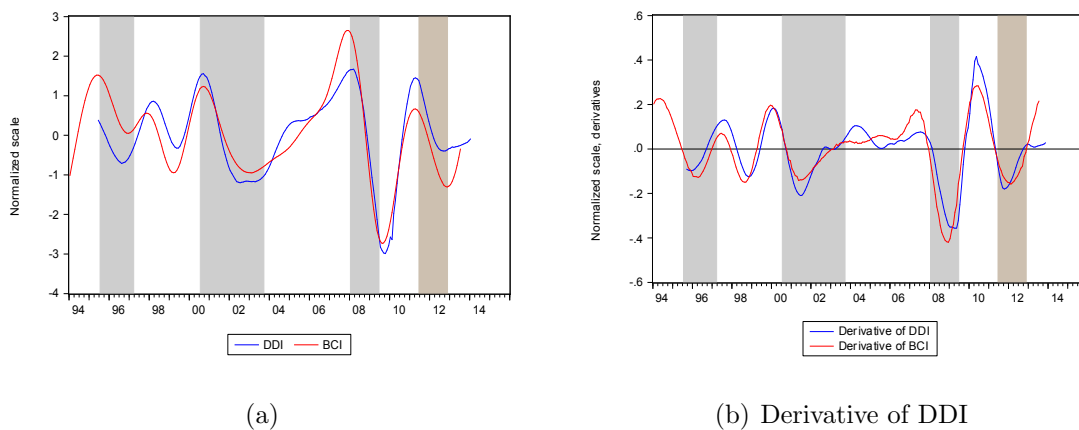 3
2
1
0
-1
-2
-3
-4
Normalized scale
94 96 98 00 02 04 06 08 10 12 14
DDI BCI
(a)
.6
.4
.2
.0
-.2
-.4
-.6
Normalized scale, derivatives
94 96 98 00 02 04 06 08 10 12 14
Derivative of DDI
Derivative of BCI
(b) Derivative of DDI